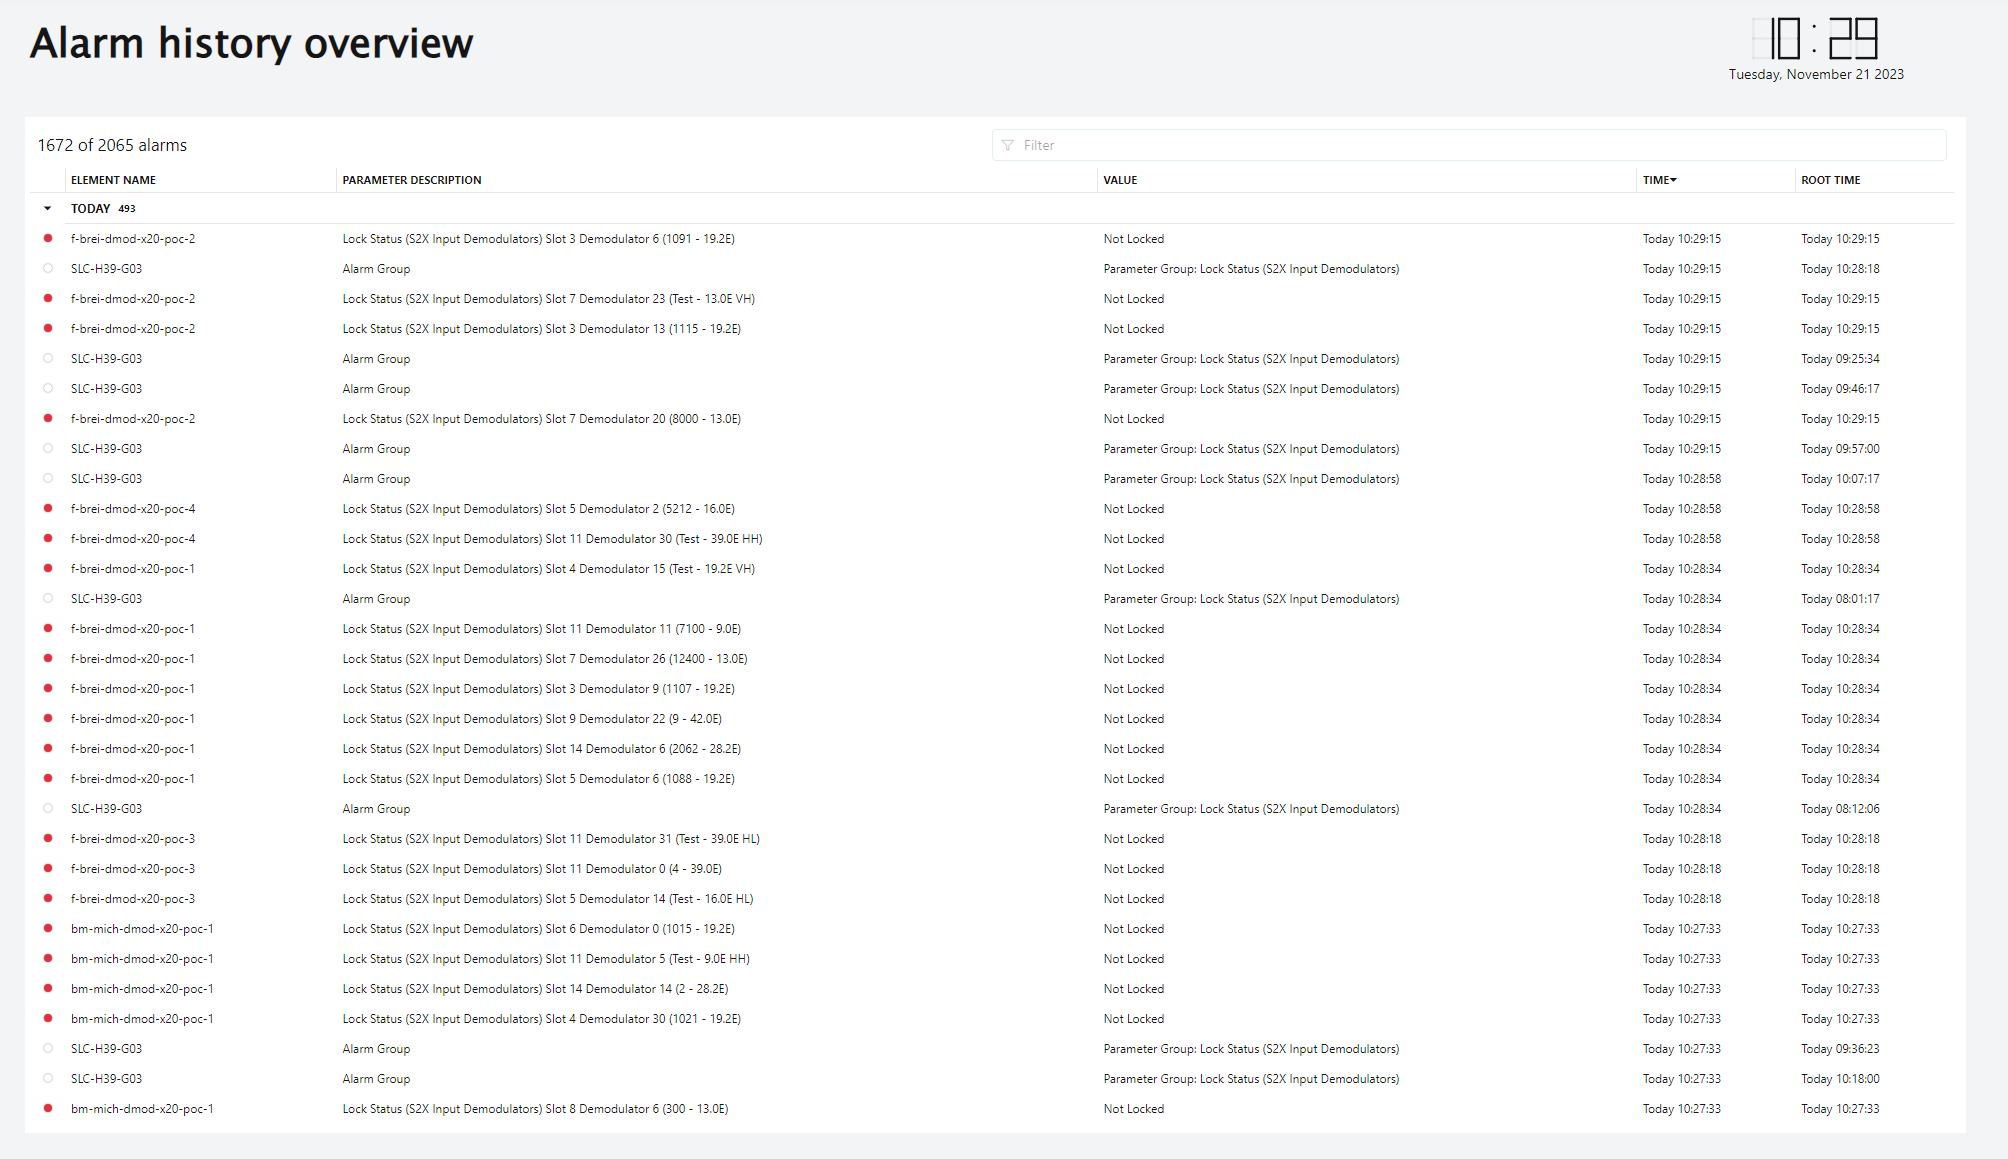 Alarm history overview
10:29
Tuesday, November 21 2023
1672 of 2065 alarms
Filter
ELEMENT NAME PARAMETER DESCRIPTION VALUE TIME ROOT TIME
TODAY 493
f-brei-dmod-x20-poc-2 Lock Status (S2X Input Demodulators) Slot 3 Demodulator 6 (1091 - 19.2E) Not Locked Today 10:29:15 Today 10:29:15
SLC-H39-G03 Alarm Group Parameter Group: Lock Status (S2X Input Demodulators) Today 10:29:15 Today 10:28:18
f-brei-dmod-x20-poc-2 Lock Status (S2X Input Demodulators) Slot 7 Demodulator 23 (Test - 13.0E VH) Not Locked Today 10:29:15 Today 10:29:15
f-brei-dmod-x20-poc-2 Lock Status (S2X Input Demodulators) Slot 3 Demodulator 13 (1115 - 19.2E) Not Locked Today 10:29:15 Today 10:29:15
SLC-H39-G03 Alarm Group Parameter Group: Lock Status (S2X Input Demodulators) Today 10:29:15 Today 09:25:34
SLC-H39-G03 Alarm Group Parameter Group: Lock Status (S2X Input Demodulators) Today 10:29:15 Today 09:46:17
f-brei-dmod-x20-poc-2 Lock Status (S2X Input Demodulators) Slot 7 Demodulator 20 (8000 - 13.0E) Not Locked Today 10:29:15 Today 10:29:15
SLC-H39-G03 Alarm Group Parameter Group: Lock Status (S2X Input Demodulators) Today 10:29:15 Today 09:57:00
SLC-H39-G03 Alarm Group Parameter Group: Lock Status (S2X Input Demodulators) Today 10:28:58 Today 10:07:17
f-brei-dmod-x20-poc-4 Lock Status (S2X Input Demodulators) Slot 5 Demodulator 2 (5212 - 16.0E) Not Locked Today 10:28:58 Today 10:28:58
f-brei-dmod-x20-poc-4 Lock Status (S2X Input Demodulators) Slot 11 Demodulator 30 (Test - 39.0E HH) Not Locked Today 10:28:58 Today 10:28:58
f-brei-dmod-x20-poc-1 Lock Status (S2X Input Demodulators) Slot 4 Demodulator 15 (Test - 19.2E VH) Not Locked Today 10:28:34 Today 10:28:34
SLC-H39-G03 Alarm Group Parameter Group: Lock Status (S2X Input Demodulators) Today 10:28:34 Today 08:01:17
f-brei-dmod-x20-poc-1 Lock Status (S2X Input Demodulators) Slot 11 Demodulator 11 (7100 - 9.0E) Not Locked Today 10:28:34 Today 10:28:34
f-brei-dmod-x20-poc-1 Lock Status (S2X Input Demodulators) Slot 7 Demodulator 26 (12400 - 13.0E) Not Locked Today 10:28:34 Today 10:28:34
f-brei-dmod-x20-poc-1 Lock Status (S2X Input Demodulators) Slot 3 Demodulator 9 (1107 - 19.2E) Not Locked Today 10:28:34 Today 10:28:34
f-brei-dmod-x20-poc-1 Lock Status (S2X Input Demodulators) Slot 9 Demodulator 22 (9 - 42.0E) Not Locked Today 10:28:34 Today 10:28:34
f-brei-dmod-x20-poc-1 Lock Status (S2X Input Demodulators) Slot 14 Demodulator 6 (2062 - 28.2E) Not Locked Today 10:28:34 Today 10:28:34
f-brei-dmod-x20-poc-1 Lock Status (S2X Input Demodulators) Slot 5 Demodulator 6 (1088 - 19.2E) Not Locked Today 10:28:34 Today 10:28:34
SLC-H39-G03 Alarm Group Parameter Group: Lock Status (S2X Input Demodulators) Today 10:28:34 Today 08:12:06
f-brei-dmod-x20-poc-3 Lock Status (S2X Input Demodulators) Slot 11 Demodulator 31 (Test - 39.0E HL) Not Locked Today 10:28:18 Today 10:28:18
f-brei-dmod-x20-poc-3 Lock Status (S2X Input Demodulators) Slot 11 Demodulator 0 (4 - 39.0E) Not Locked Today 10:28:18 Today 10:28:18
f-brei-dmod-x20-poc-3 Lock Status (S2X Input Demodulators) Slot 5 Demodulator 14 (Test - 16.0E HL) Not Locked Today 10:28:18 Today 10:28:18
bm-mich-dmod-x20-poc-1 Lock Status (S2X Input Demodulators) Slot 6 Demodulator 0 (1015 - 19.2E) Not Locked Today 10:27:33 Today 10:27:33
bm-mich-dmod-x20-poc-1 Lock Status (S2X Input Demodulators) Slot 11 Demodulator 5 (Test - 9.0E HH) Not Locked Today 10:27:33 Today 10:27:33
bm-mich-dmod-x20-poc-1 Lock Status (S2X Input Demodulators) Slot 14 Demodulator 14 (2 - 28.2E) Not Locked Today 10:27:33 Today 10:27:33
bm-mich-dmod-x20-poc-1 Lock Status (S2X Input Demodulators) Slot 4 Demodulator 30 (1021 - 19.2E) Not Locked Today 10:27:33 Today 10:27:33
SLC-H39-G03 Alarm Group Parameter Group: Lock Status (S2X Input Demodulators) Today 10:27:33 Today 09:36:23
SLC-H39-G03 Alarm Group Parameter Group: Lock Status (S2X Input Demodulators) Today 10:27:33 Today 10:18:00
bm-mich-dmod-x20-poc-1 Lock Status (S2X Input Demodulators) Slot 8 Demodulator 6 (300 - 13.0E) Not Locked Today 10:27:33 Today 10:27:33